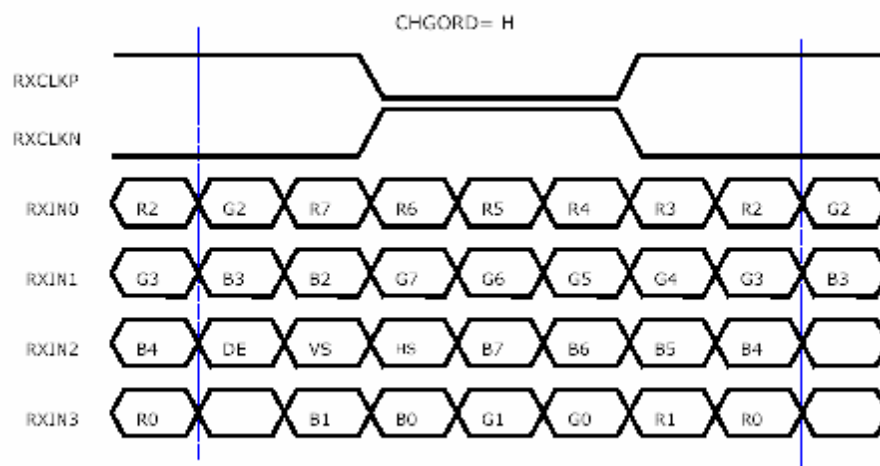 CHGORD= H
RXCLKP
RXCLKN
RXIN0 R2 G2 R7 R6 R5 R4 R3 R2 G2
RXIN1 G3 B3 B2 G7 G6 G5 G4 G3 B3
RXIN2 B4 DE VS HS B7 B6 B5 B4
RXIN3 R0 B1 B0 G1 G0 R1 R0